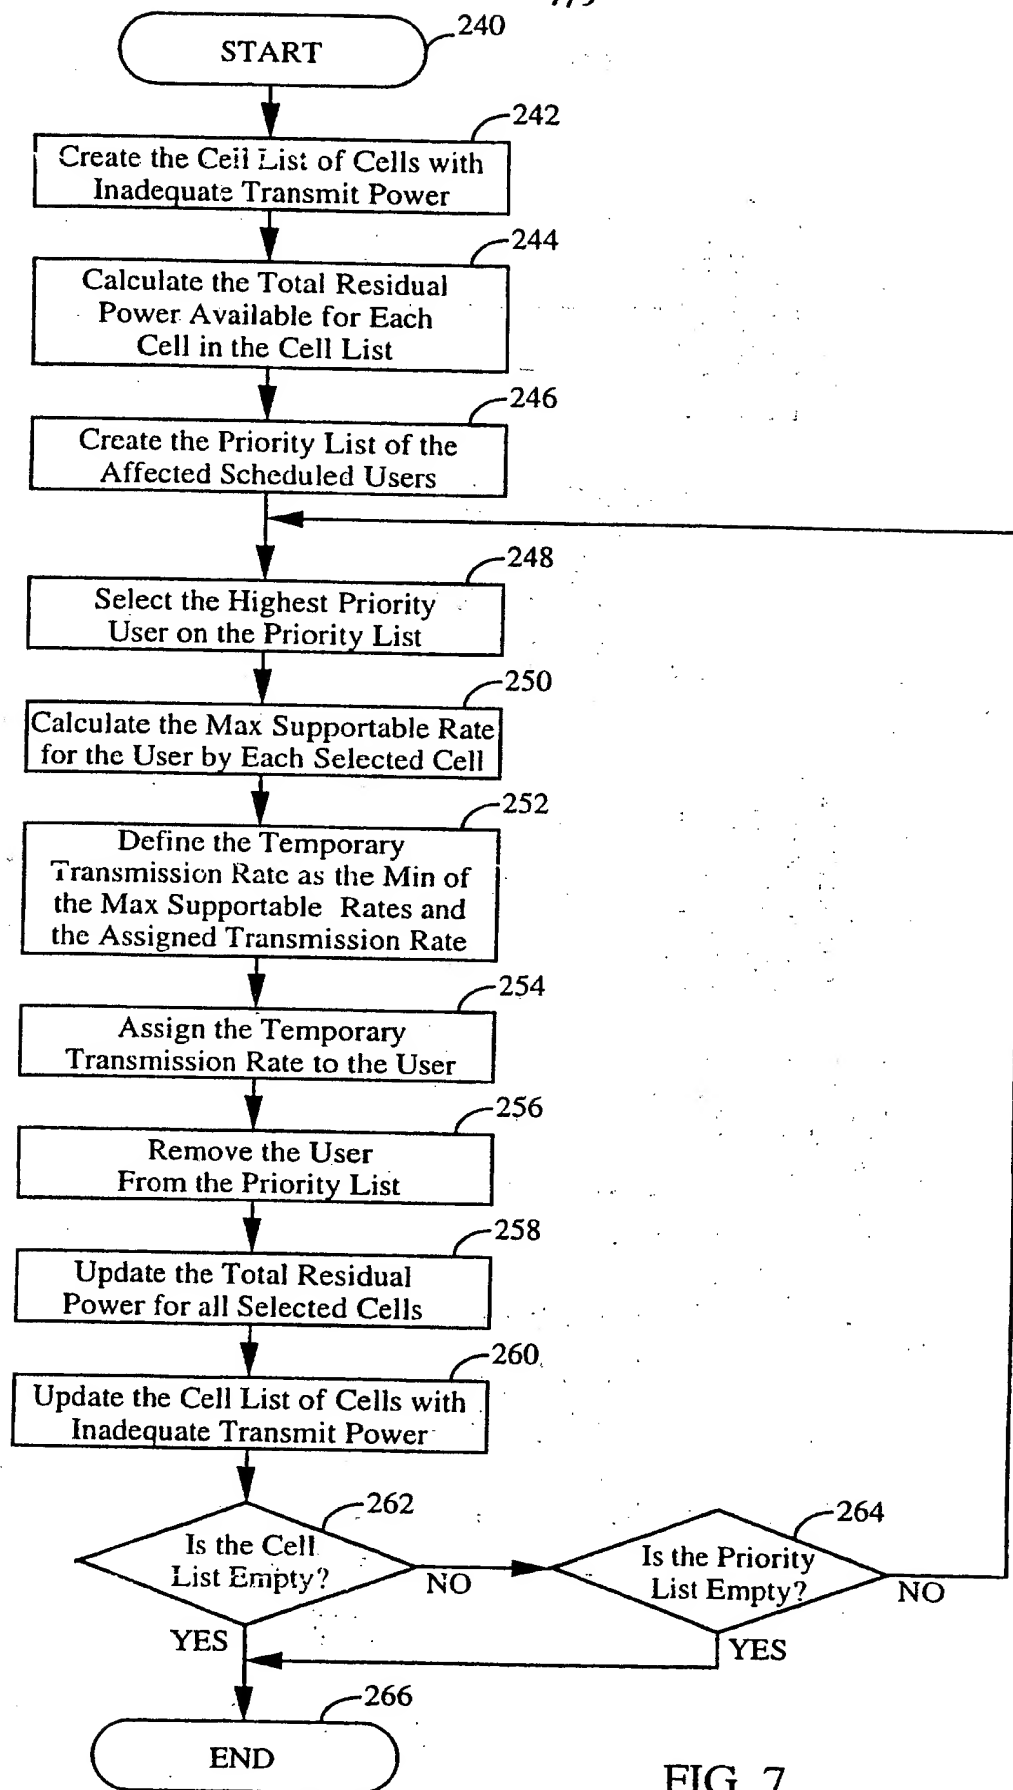 240
START
242
Create the Cell List of Cells with
Inadequate Transmit Power
244
Calculate the Total Residual
Power Available for Each
Cell in the Cell List
246
Create the Priority List of the
Affected Scheduled Users
248
Select the Highest Priority
User on the Priority List
250
Calculate the Max Supportable Rate
for the User by Each Selected Cell
252
Define the Temporary
Transmission Rate as the Min of
the Max Supportable Rates and
the Assigned Transmission Rate
254
Assign the Temporary
Transmission Rate to the User
256
Remove the User
From the Priority List
258
Update the Total Residual
Power for all Selected Cells
260
Update the Cell List of Cells with
Inadequate Transmit Power
262
Is the Cell
List Empty?
NO
YES
264
Is the Priority
List Empty?
NO
YES
266
END
FIG. 7